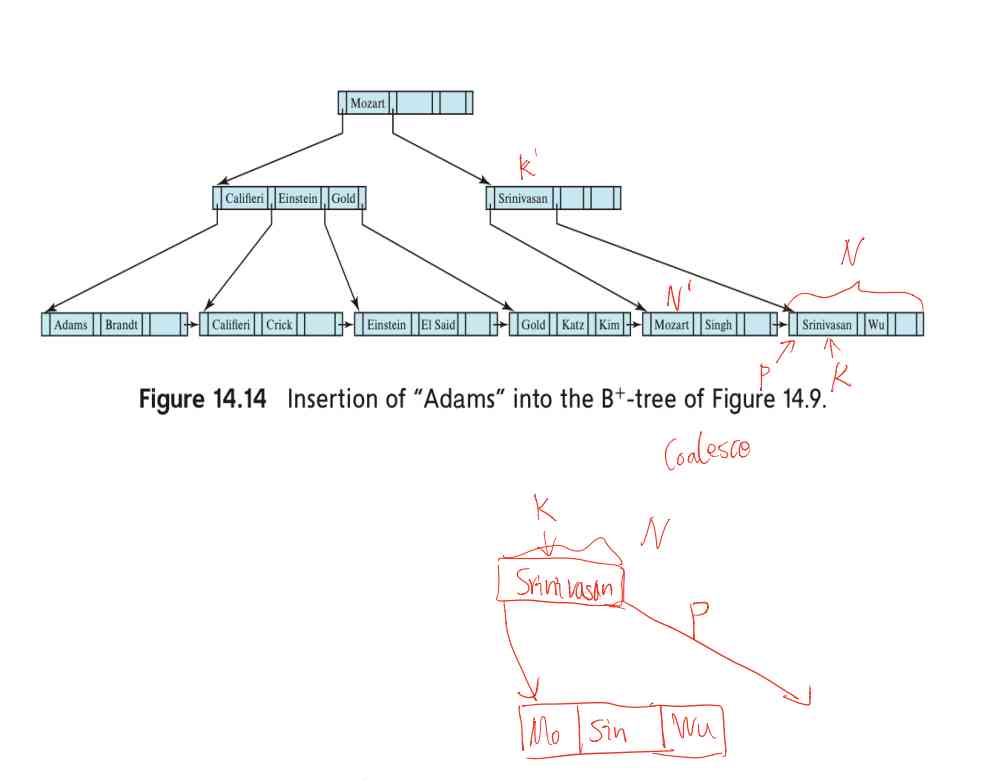 Mozart
K'
Califieri Einstein Gold
Srinivasan
N
N'
Adams Brandt
Califieri Crick
Einstein El Said
Gold Katz Kim
Mozart Singh
Srinivasan Wu
P
K
Figure 14.14 Insertion of “Adams” into the B+-tree of Figure 14.9.
Coalesce
K
N
Srinivasan
P
Mo Sin Wu